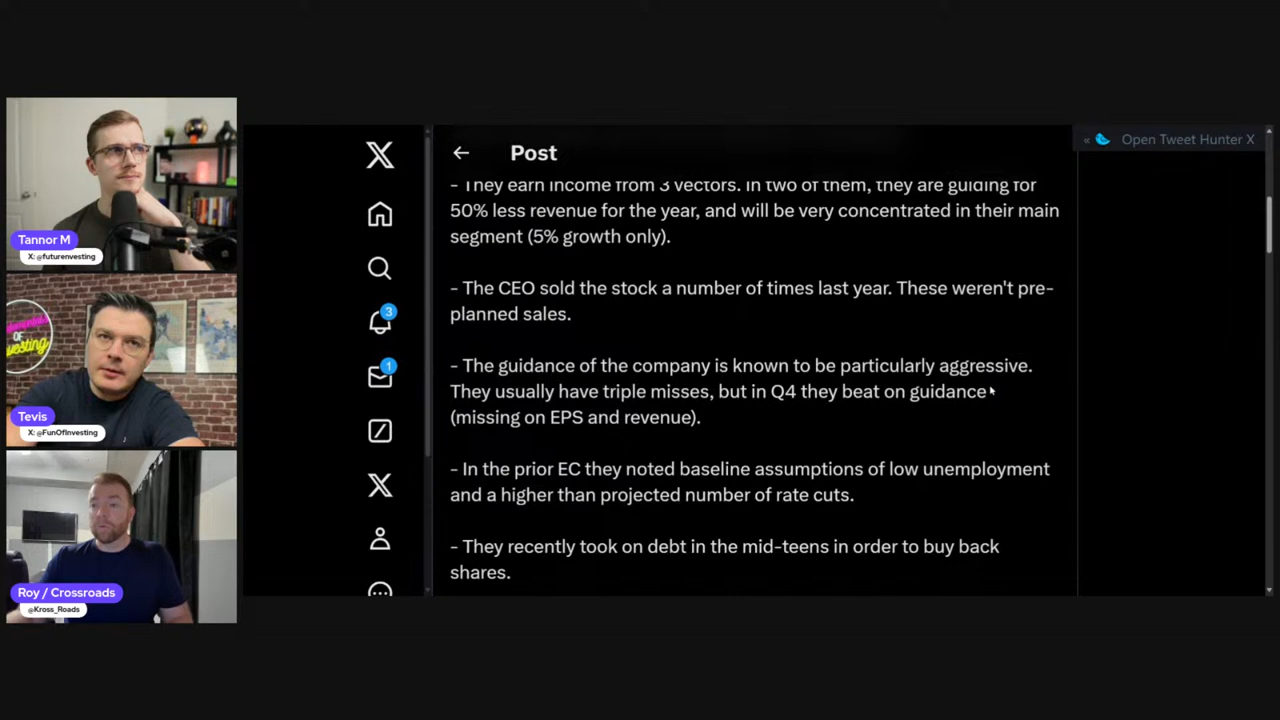 Tannor M
X: @futurenvesting
OF
Tevis
X: @FunOfInvesting
Roy / Crossroads
@Kross_Roads
3
1
Post
« Open Tweet Hunter X
- They earn income from 3 vectors. In two of them, they are guiding for
50% less revenue for the year, and will be very concentrated in their main
segment (5% growth only).
- The CEO sold the stock a number of times last year. These weren't pre-
planned sales.
- The guidance of the company is known to be particularly aggressive.
They usually have triple misses, but in Q4 they beat on guidance
(missing on EPS and revenue).
- In the prior EC they noted baseline assumptions of low unemployment
and a higher than projected number of rate cuts.
- They recently took on debt in the mid-teens in order to buy back
shares.